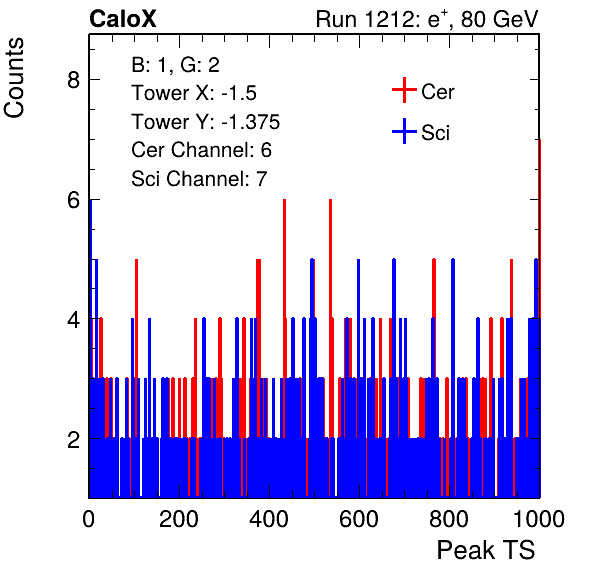 CaloX Run 1212: e+, 80 GeV
Counts
B: 1, G: 2
Tower X: -1.5
Tower Y: -1.375
Cer Channel: 6
Sci Channel: 7
Cer
Sci
8
6
4
2
0 200 400 600 800 1000
Peak TS